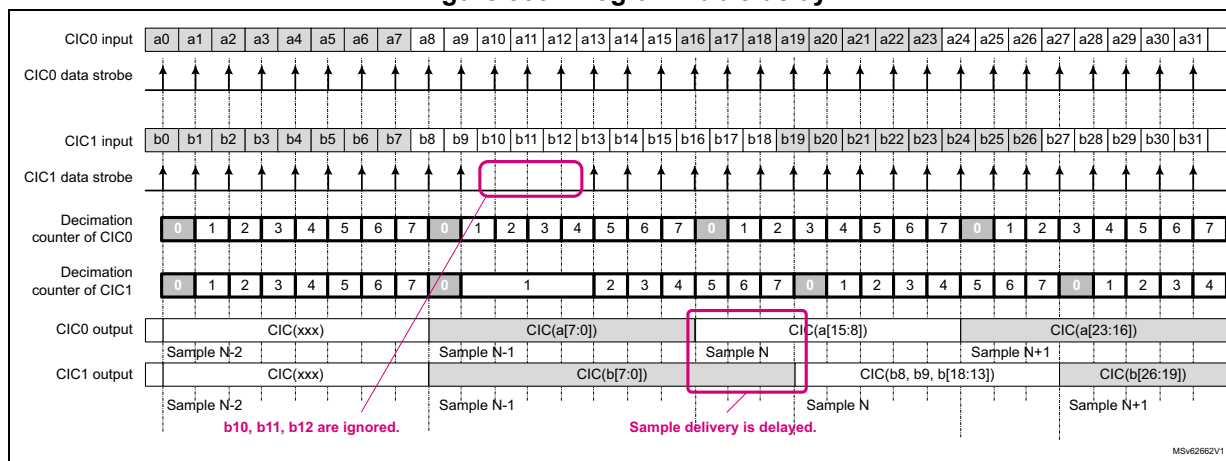 CIC0 input a0 a1 a2 a3 a4 a5 a6 a7 a8 a9 a10 a11 a12 a13 a14 a15 a16 a17 a18 a19 a20 a21 a22 a23 a24 a25 a26 a27 a28 a29 a30 a31
CIC0 data strobe
CIC1 input b0 b1 b2 b3 b4 b5 b6 b7 b8 b9 b10 b11 b12 b13 b14 b15 b16 b17 b18 b19 b20 b21 b22 b23 b24 b25 b26 b27 b28 b29 b30 b31
CIC1 data strobe
Decimation
counter of CIC0 0 1 2 3 4 5 6 7 0 1 2 3 4 5 6 7 0 1 2 3 4 5 6 7 0 1 2 3 4 5 6 7
Decimation
counter of CIC1 0 1 2 3 4 5 6 7 0 1 2 3 4 5 6 7 0 1 2 3 4 5 6 7 0 1 2 3 4
CIC0 output CIC(xxx) CIC(a[7:0]) CIC(a[15:8]) CIC(a[23:16])
Sample N-2 Sample N-1 Sample N Sample N+1
CIC1 output CIC(xxx) CIC(b[7:0]) CIC(b8, b9, b[18:13]) CIC(b[26:19])
Sample N-2 Sample N-1 Sample N Sample N+1
b10, b11, b12 are ignored. Sample delivery is delayed.
MSv62662V1